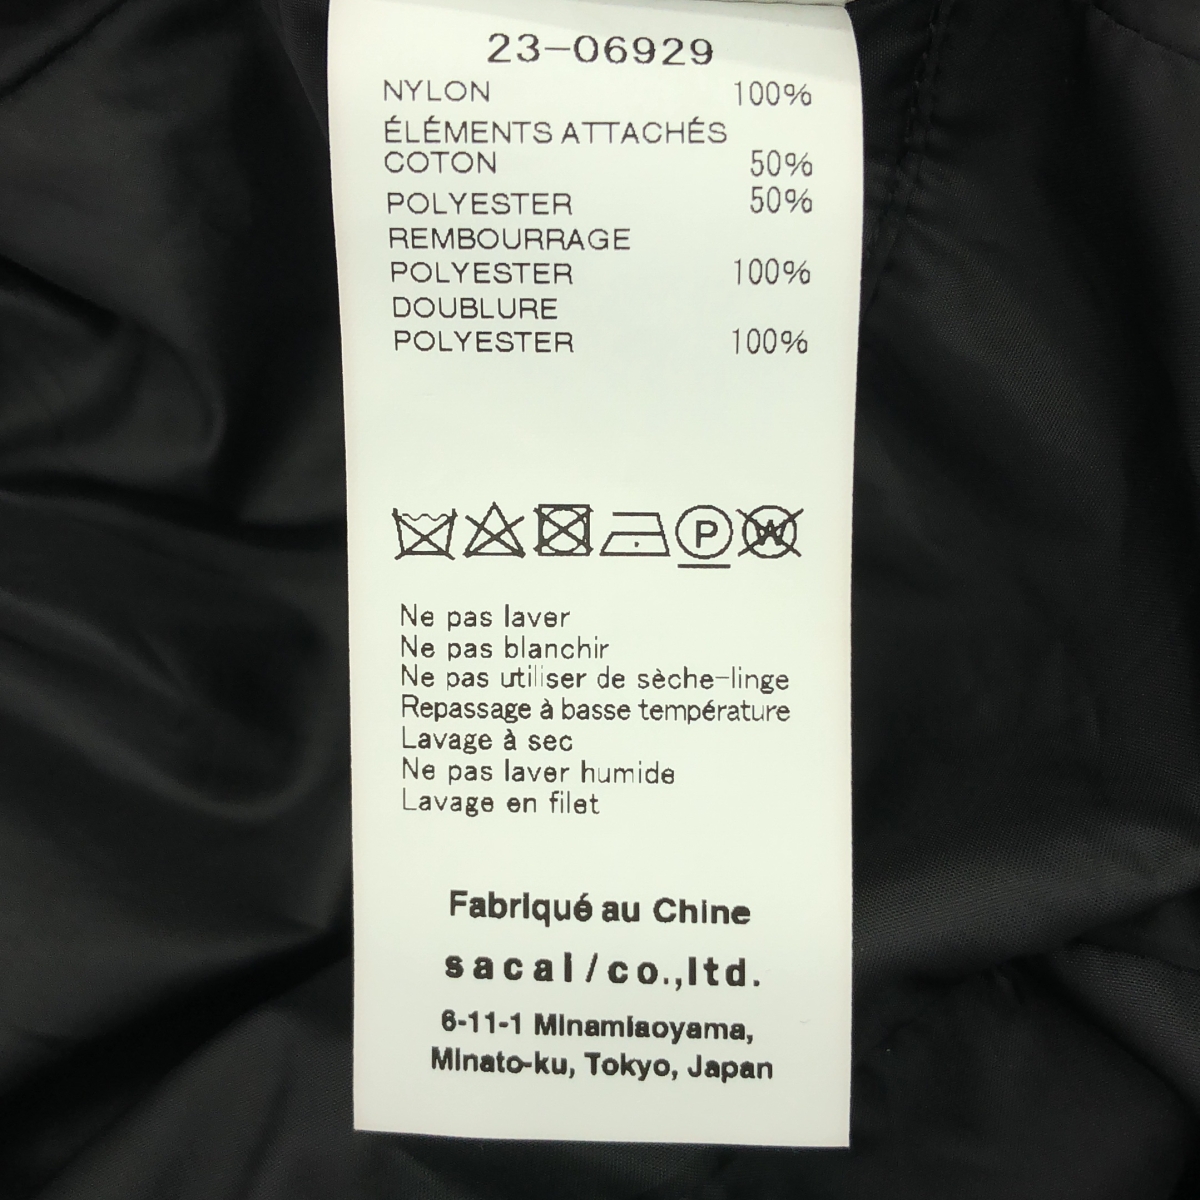 23-06929
NYLON 100%
ÉLÉMENTS ATTACHÉS
COTON 50%
POLYESTER 50%
REMBOURRAGE
POLYESTER 100%
DOUBLURE
POLYESTER 100%
P W
Ne pas laver
Ne pas blanchir
Ne pas utiliser de sèche-linge
Repassage à basse température
Lavage à sec
Ne pas laver humide
Lavage en filet
Fabriqué au Chine
sacai/co.,ltd.
6-11-1 Minamiaoyama,
Minato-ku, Tokyo, Japan